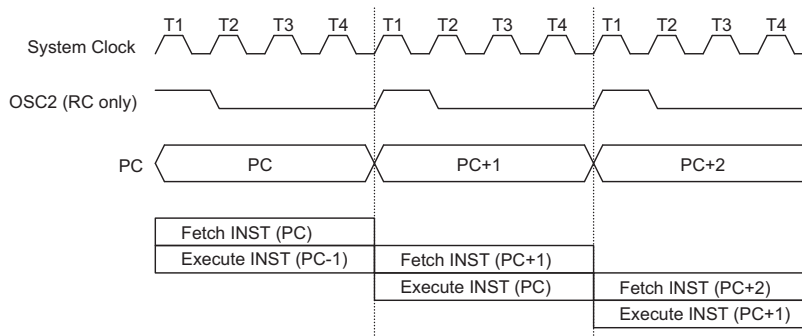 T1 T2 T3 T4 T1 T2 T3 T4 T1 T2 T3 T4
System Clock
OSC2 (RC only)
PC PC PC+1 PC+2
Fetch INST (PC)
Execute INST (PC-1) Fetch INST (PC+1)
Execute INST (PC) Fetch INST (PC+2)
Execute INST (PC+1)